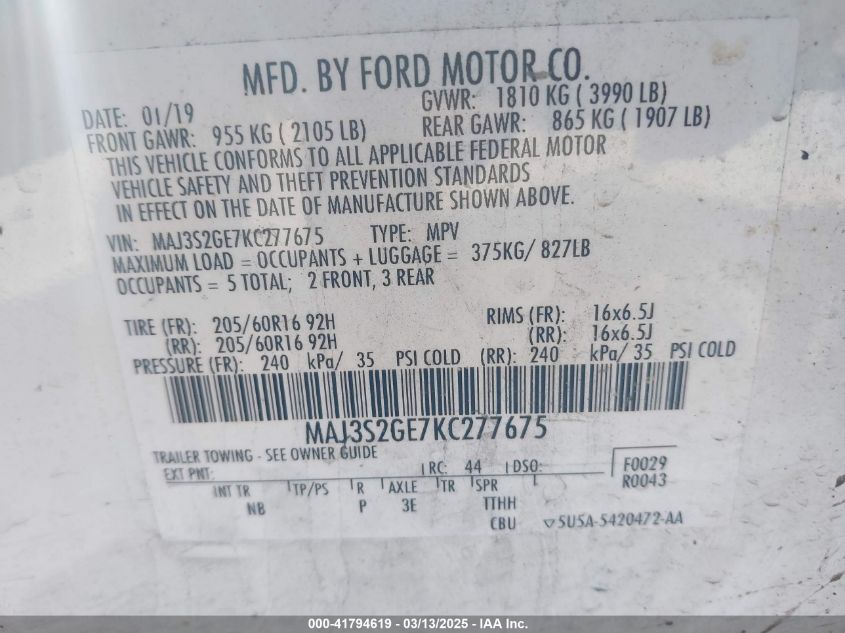 MFD. BY FORD MOTOR CO.
DATE: 01/19 GVWR: 1810 KG ( 3990 LB)
FRONT GAWR: 955 KG ( 2105 LB) REAR GAWR: 865 KG ( 1907 LB)
THIS VEHICLE CONFORMS TO ALL APPLICABLE FEDERAL MOTOR
VEHICLE SAFETY AND THEFT PREVENTION STANDARDS
IN EFFECT ON THE DATE OF MANUFACTURE SHOWN ABOVE.
VIN: MAJ3S2GE7KC277675 TYPE: MPV
MAXIMUM LOAD = OCCUPANTS + LUGGAGE = 375KG/ 827LB
OCCUPANTS = 5 TOTAL; 2 FRONT, 3 REAR
TIRE (FR): 205/60R16 92H RIMS (FR): 16x6.5J
(RR): 205/60R16 92H (RR): 16x6.5J
PRESSURE (FR): 240 kPa/ 35 PSI COLD (RR): 240 kPa/ 35 PSI COLD
MAJ3S2GE7KC277675
TRAILER TOWING - SEE OWNER GUIDE
EXT PNT: RC: 44 DSO: F0029
R0043
INT TR TP/PS R AXLE TR SPR
NB P 3E TTHH
CBU 5U5A-5420472-AA
000-41794619 - 03/13/2025 - IAA Inc.